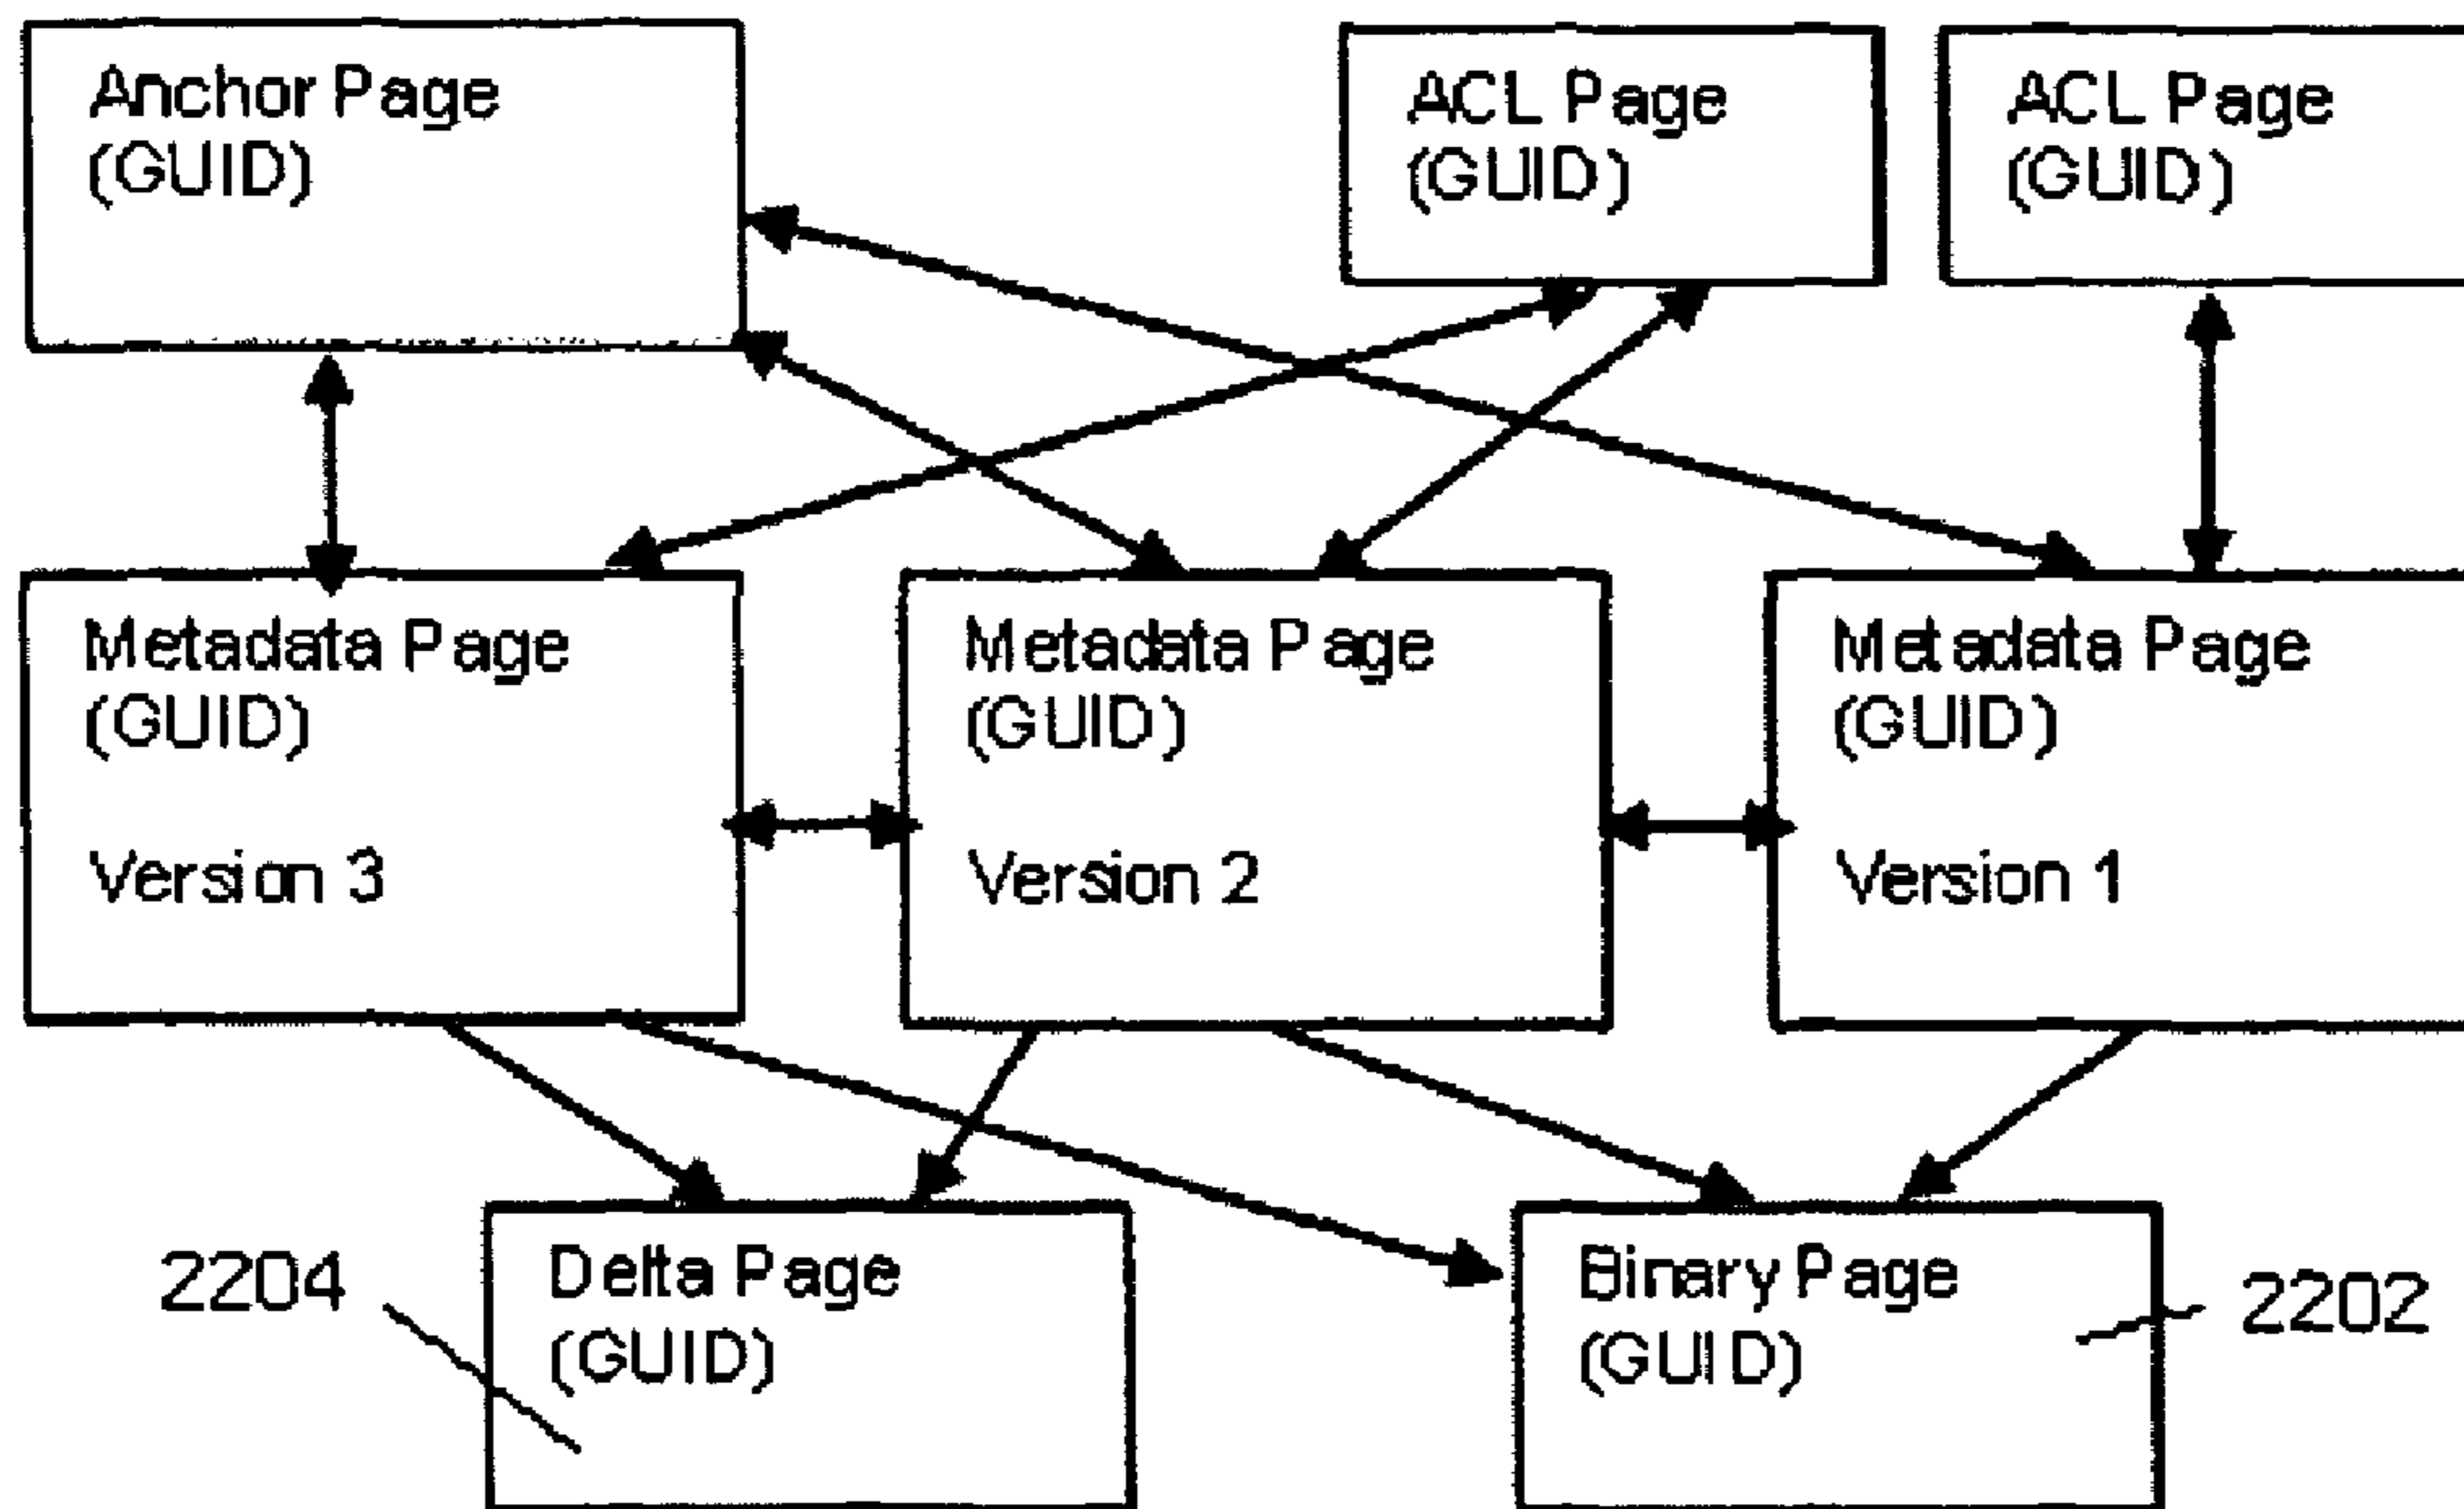 Anchor Page
(GUID)
ACL Page
(GUID)
ACL Page
(GUID)
Metadata Page
(GUID)
Version 3
Metadata Page
(GUID)
Version 2
Metadata Page
(GUID)
Version 1
2204
Delta Page
(GUID)
Binary Page
(GUID)
2202